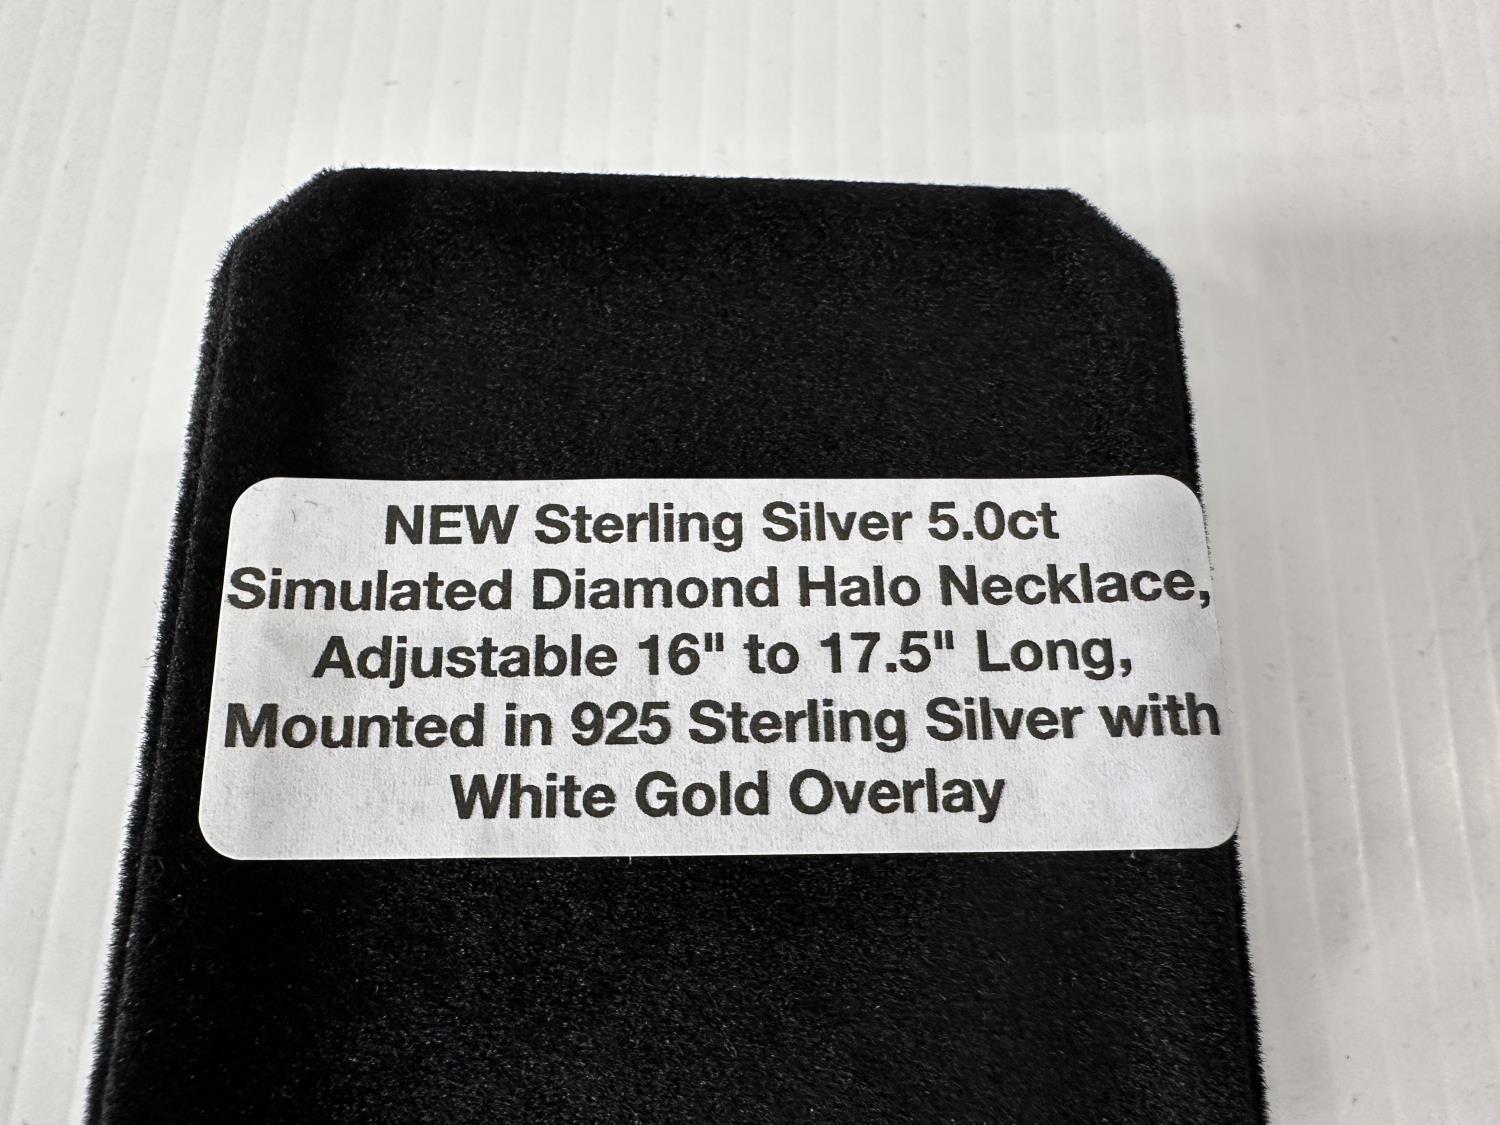 NEW Sterling Silver 5.0ct
Simulated Diamond Halo Necklace,
Adjustable 16" to 17.5" Long,
Mounted in 925 Sterling Silver with
White Gold Overlay